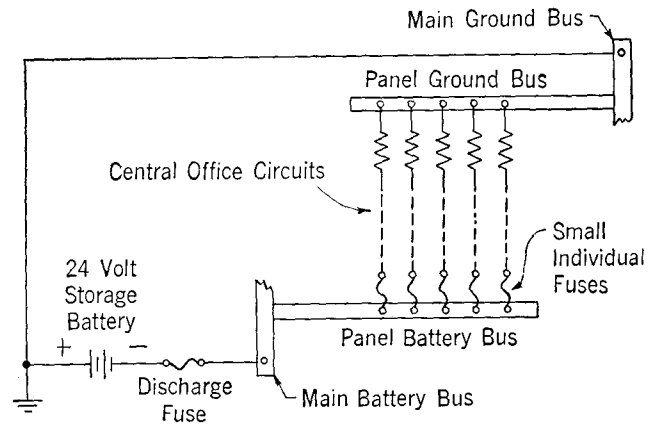 Main Ground Bus
Panel Ground Bus
Central Office Circuits
Small
Individual
Fuses
24 Volt
Storage
Battery
+ −
Panel Battery Bus
Discharge
Fuse
Main Battery Bus